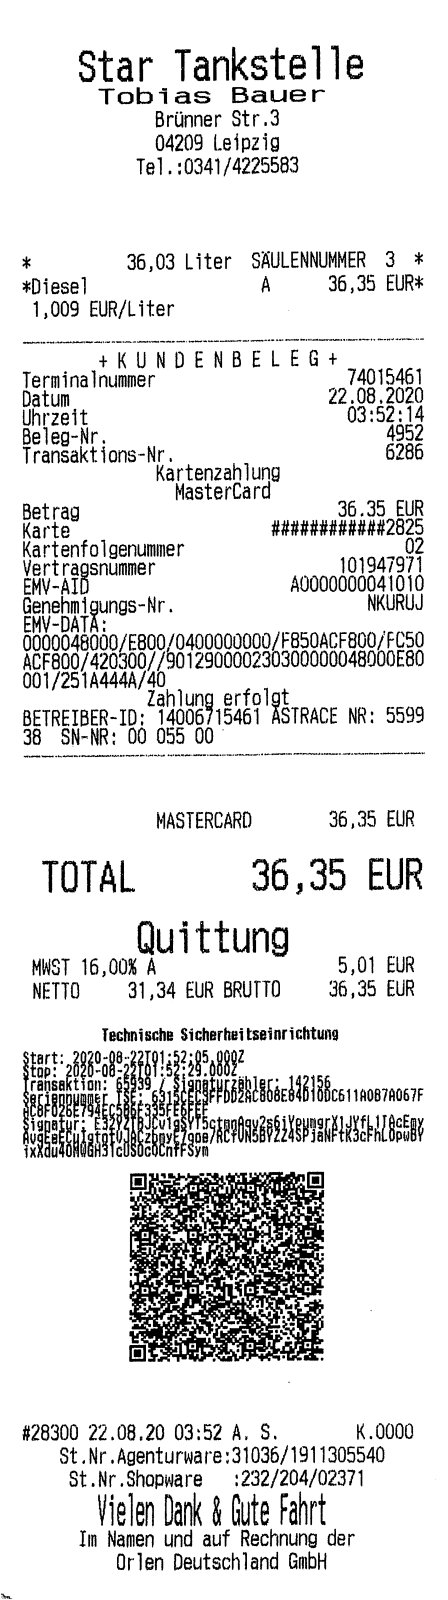 Star Tankstelle
Tobias Bauer
Brünner Str.3
04209 Leipzig
Tel.:0341/4225583
* 36,03 Liter SÄULENNUMMER 3 *
*Diesel A 36,35 EUR*
1,009 EUR/Liter
+ K U N D E N B E L E G +
Terminalnummer 74015461
Datum 22.08.2020
Uhrzeit 03:52:14
Beleg-Nr. 4952
Transaktions-Nr. 6286
Kartenzahlung
MasterCard
Betrag 36.35 EUR
Karte ############2825
Kartenfolgenummer 02
Vertragsnummer 101947971
EMV-AID A0000000041010
Genehmigungs-Nr. NKURUJ
EMV-DATA:
0000048000/E800/0400000000/F850ACF800/FC50
ACF800/420300//901290000230300000048000E80
001/251A444A/40
Zahlung erfolgt
BETREIBER-ID: 14006715461 ASTRACE NR: 5599
38 SN-NR: 00 055 00
MASTERCARD 36,35 EUR
TOTAL 36,35 EUR
Quittung
MWST 16,00% A 5,01 EUR
NETTO 31,34 EUR BRUTTO 36,35 EUR
Technische Sicherheitseinrichtung
Start: 2020-08-22T01:52:05.000Z
Stop: 2020-08-22T01:52:29.000Z
Transaktion: 65939 / Signaturzähler: 142156
Seriennummer TSE:
Signatur:
#28300 22.08.20 03:52 A. S. K.0000
St.Nr.Agenturware:31036/1911305540
St.Nr.Shopware :232/204/02371
Vielen Dank & Gute Fahrt
Im Namen und auf Rechnung der
Orlen Deutschland GmbH